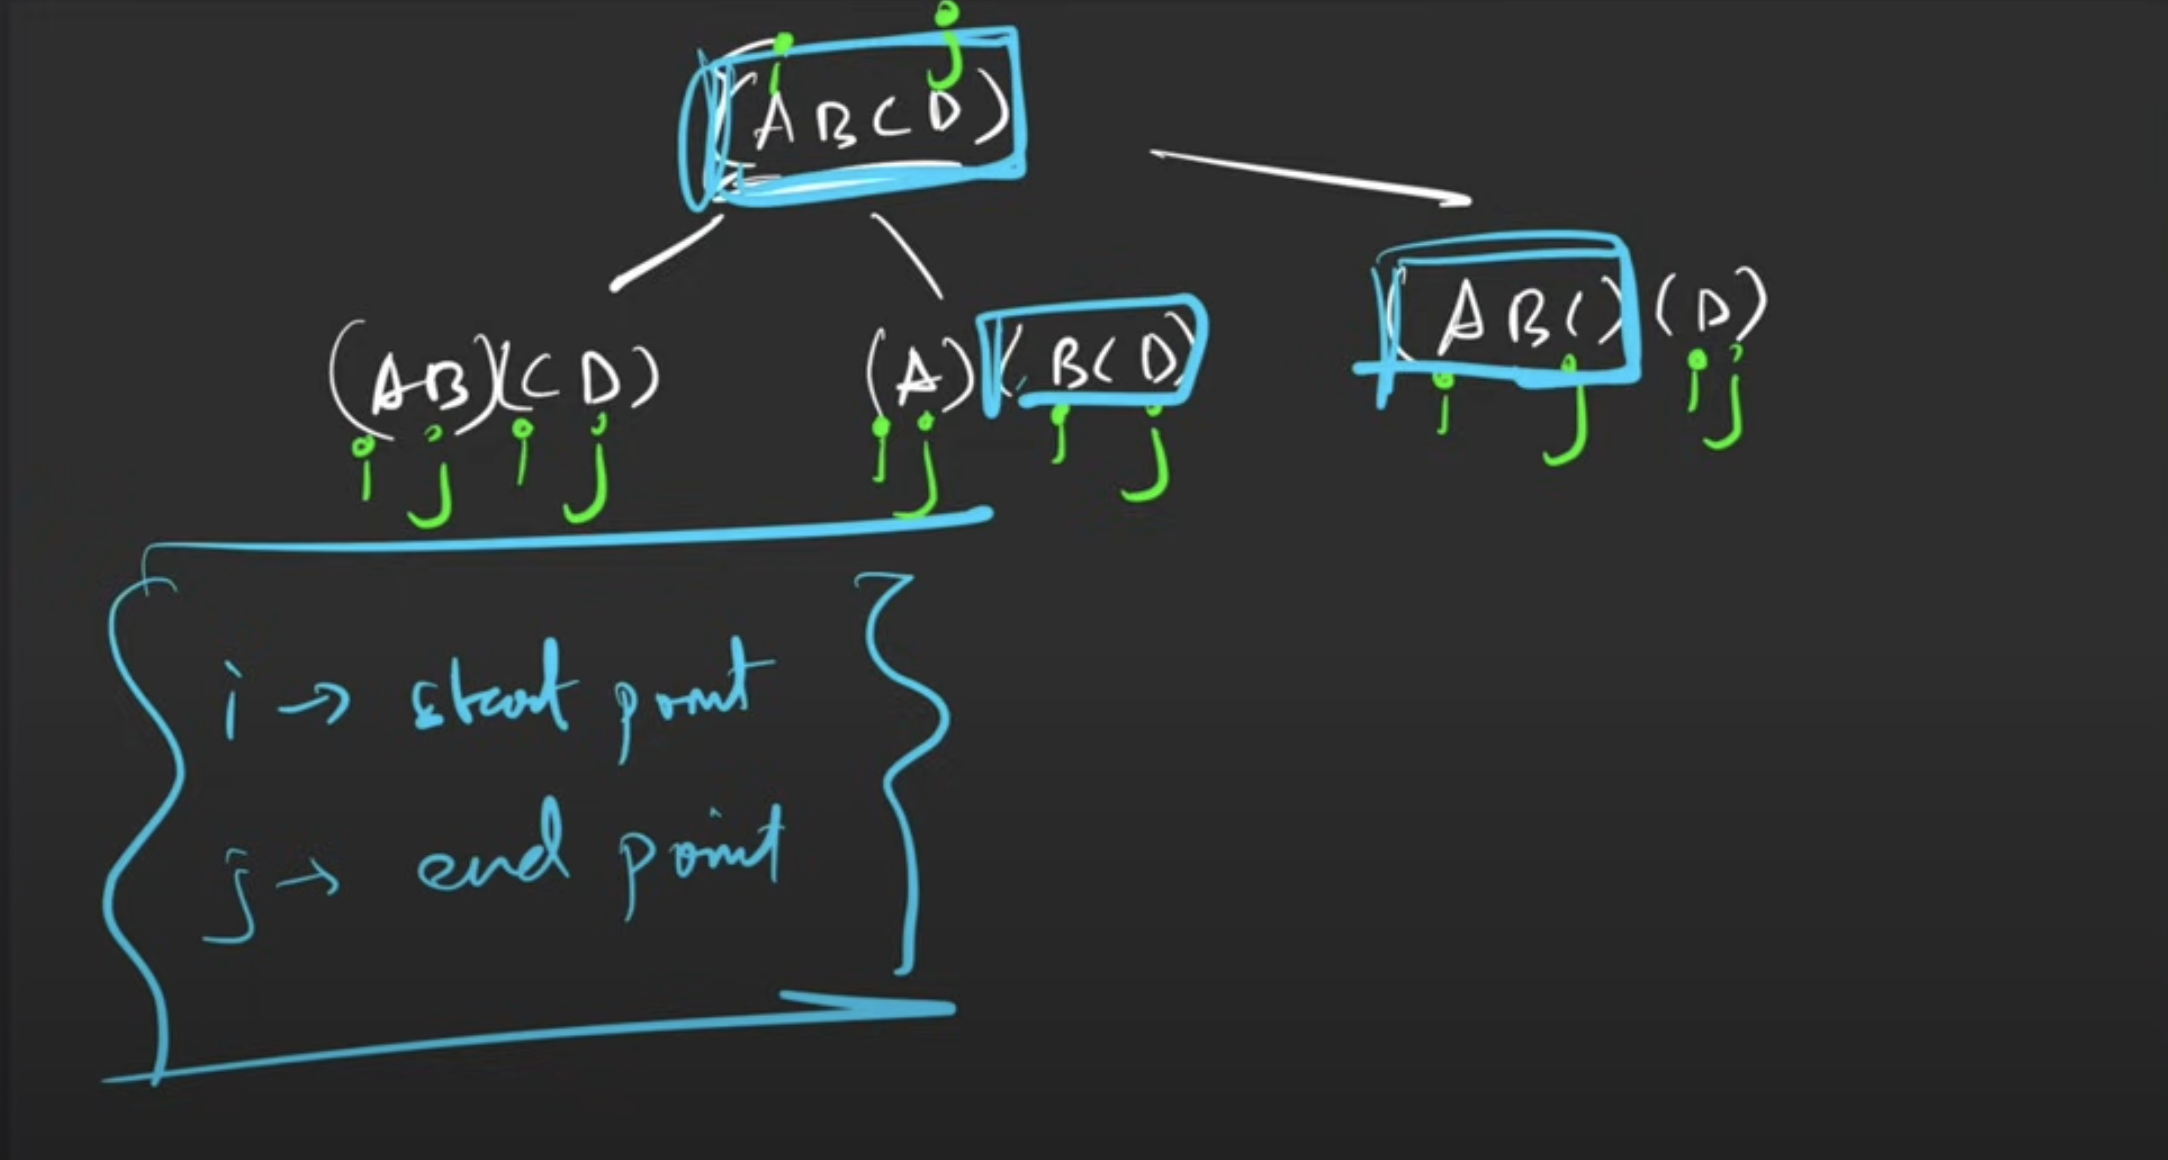 i j
(ABCD)
(AB)(CD) (A)(BCD) (ABC)(D)
i j i j i j i j i j i j
i → start point
j → end point